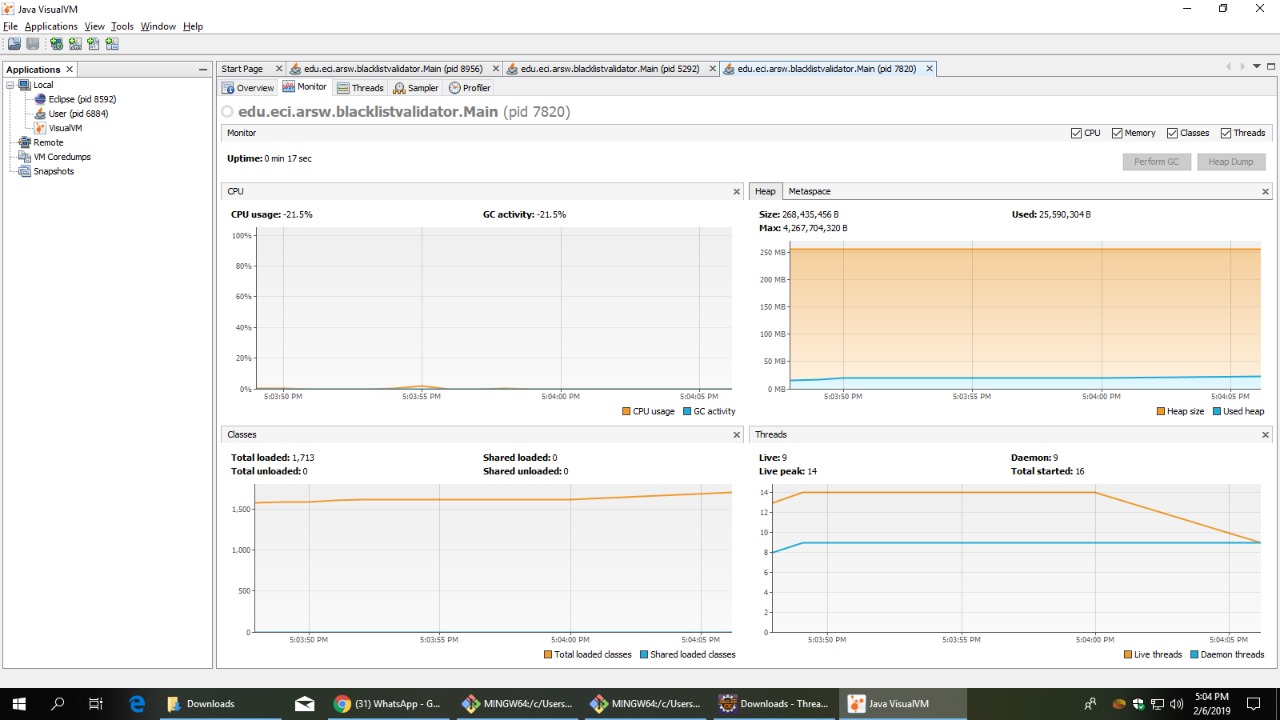 Java VisualVM
File Applications View Tools Window Help
Applications
Local
Eclipse (pid 8592)
User (pid 6884)
VisualVM
Remote
VM Coredumps
Snapshots
Start Page
edu.eci.arsw.blacklistvalidator.Main (pid 8956)
edu.eci.arsw.blacklistvalidator.Main (pid 5292)
edu.eci.arsw.blacklistvalidator.Main (pid 7820)
Overview Monitor Threads Sampler Profiler
edu.eci.arsw.blacklistvalidator.Main (pid 7820)
Monitor CPU Memory Classes Threads
Uptime: 0 min 17 sec Perform GC Heap Dump
CPU
CPU usage: -21.5% GC activity: -21.5%
100%
80%
60%
40%
20%
0%
5:03:50 PM 5:03:55 PM 5:04:00 PM 5:04:05 PM
CPU usage GC activity
Heap Metaspace
Size: 268,435,456 B Used: 25,590,304 B
Max: 4,267,704,320 B
250 MB
200 MB
150 MB
100 MB
50 MB
0 MB
5:03:50 PM 5:03:55 PM 5:04:00 PM 5:04:05 PM
Heap size Used heap
Classes
Total loaded: 1,713 Shared loaded: 0
Total unloaded: 0 Shared unloaded: 0
1,500
1,000
500
0
5:03:50 PM 5:03:55 PM 5:04:00 PM 5:04:05 PM
Total loaded classes Shared loaded classes
Threads
Live: 9 Daemon: 9
Live peak: 14 Total started: 16
14
12
10
8
6
4
2
0
5:03:50 PM 5:03:55 PM 5:04:00 PM 5:04:05 PM
Live threads Daemon threads
Downloads
(31) WhatsApp - G...
MINGW64:/c/Users...
MINGW64:/c/Users...
Downloads - Threa...
Java VisualVM
5:04 PM
2/6/2019